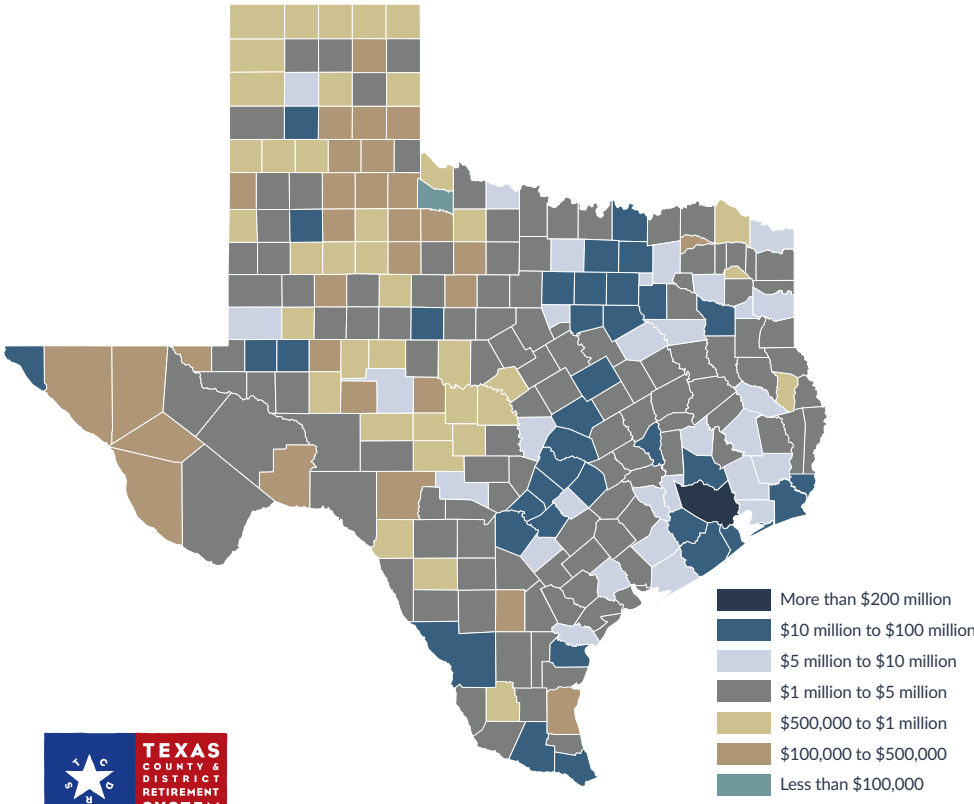 More than $200 million
$10 million to $100 million
$5 million to $10 million
$1 million to $5 million
$500,000 to $1 million
$100,000 to $500,000
Less than $100,000
T C D R S
TEXAS
COUNTY &
DISTRICT
RETIREMENT
SYSTEM